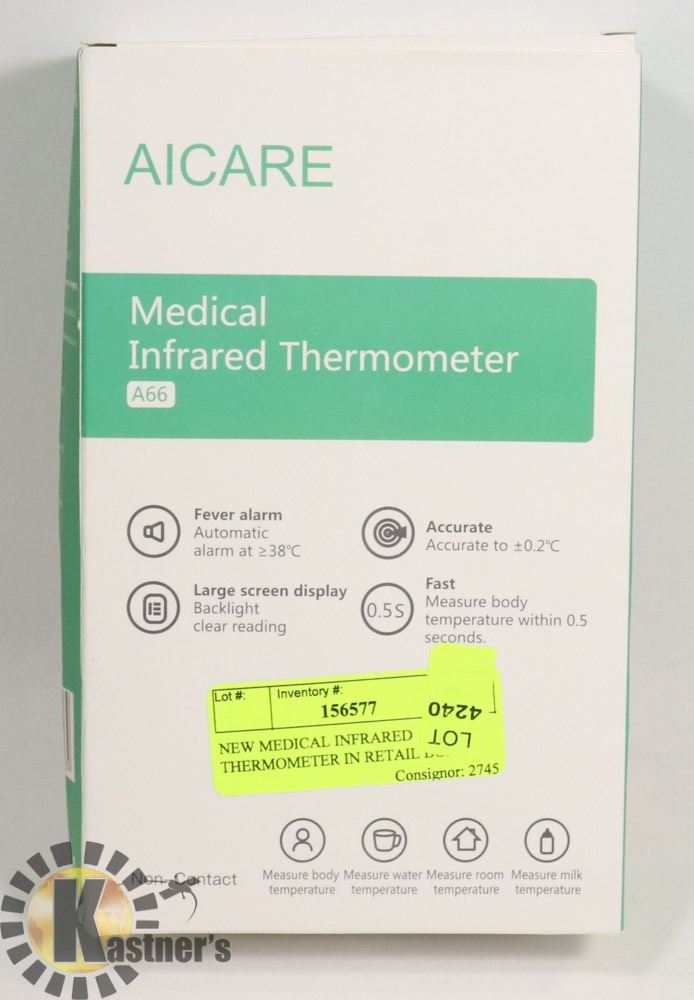 AICARE
Medical
Infrared Thermometer
A66
Fever alarm
Automatic
alarm at ≥38℃
Accurate
Accurate to ±0.2℃
Large screen display
Backlight
clear reading
0.5S
Fast
Measure body
temperature within 0.5
seconds.
Lot #:
Inventory #:
156577
LOT
4240
NEW MEDICAL INFRARED
THERMOMETER IN RETAIL
Consignor: 2745
Non-Contact
Measure body
temperature
Measure water
temperature
Measure room
temperature
Measure milk
temperature
Kastner's